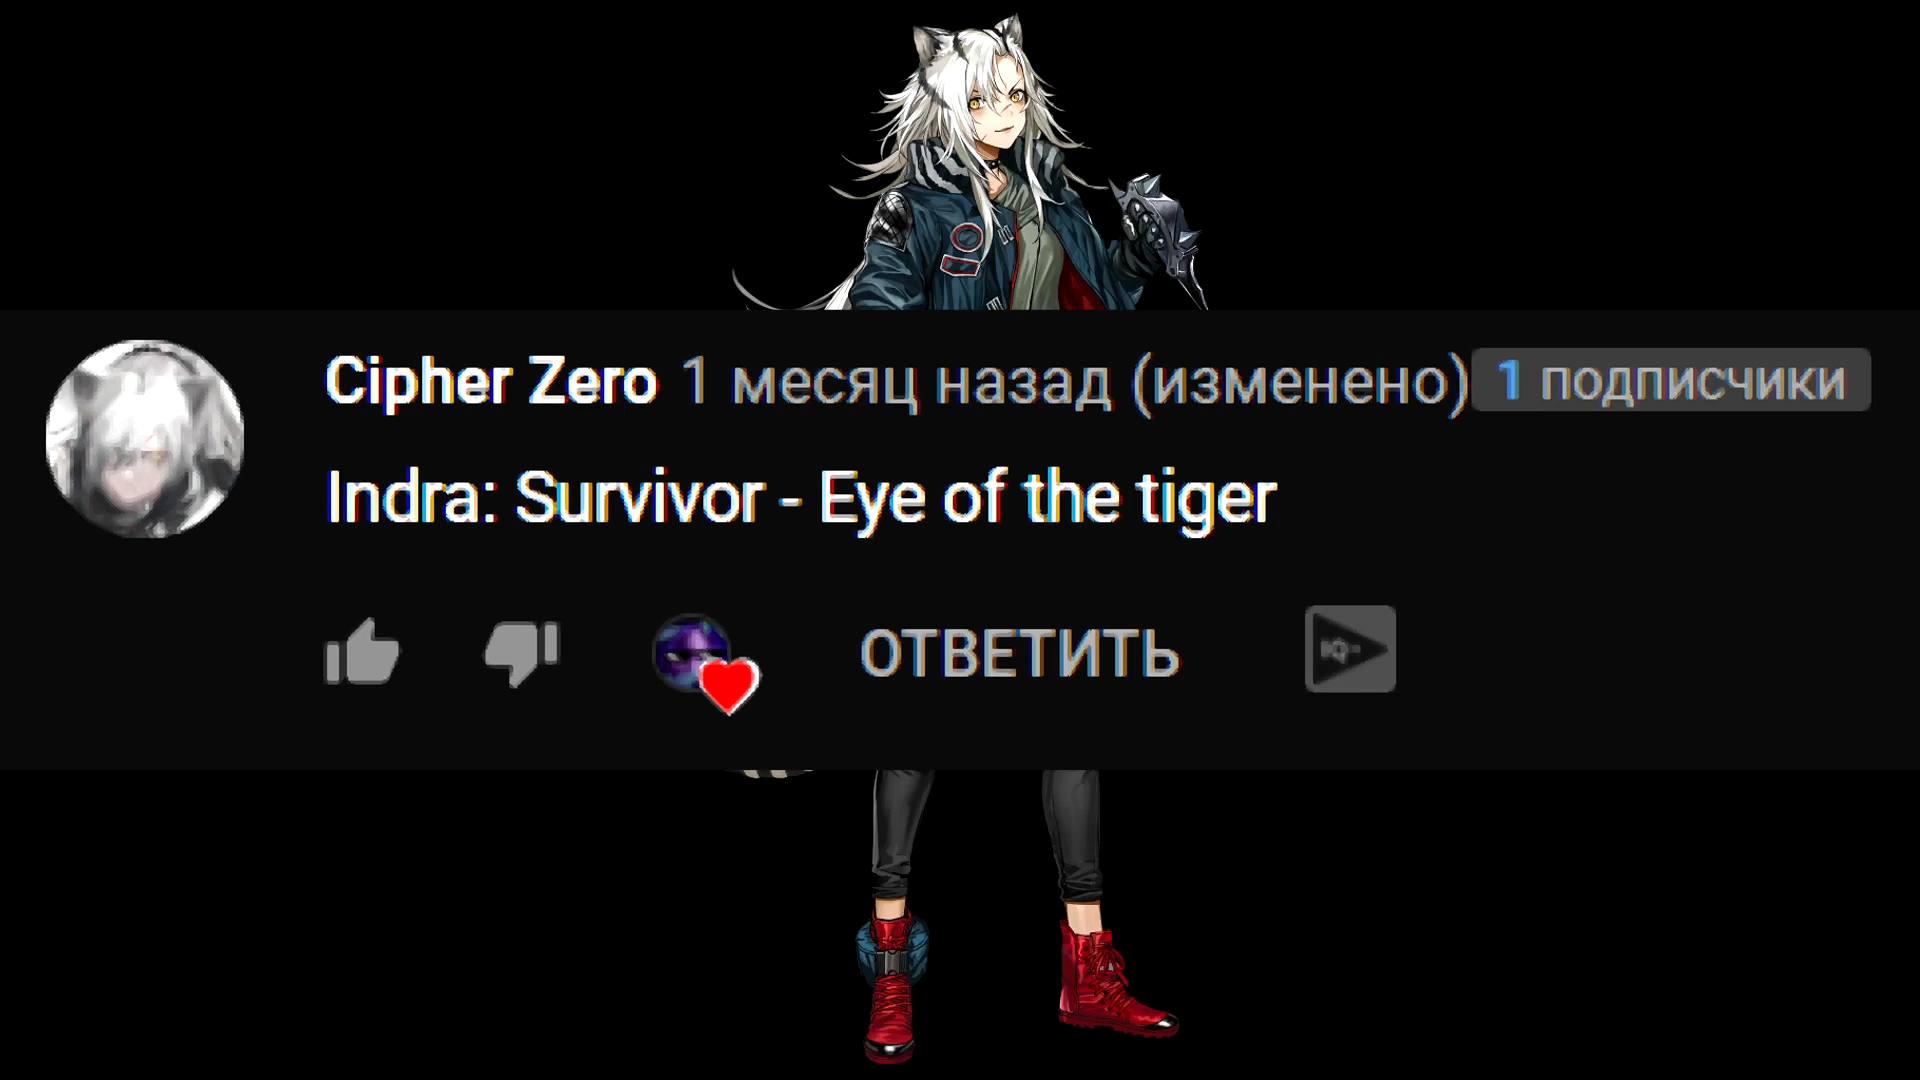 Cipher Zero 1 месяц назад (изменено) 1 подписчики
Indra: Survivor - Eye of the tiger
ОТВЕТИТЬ